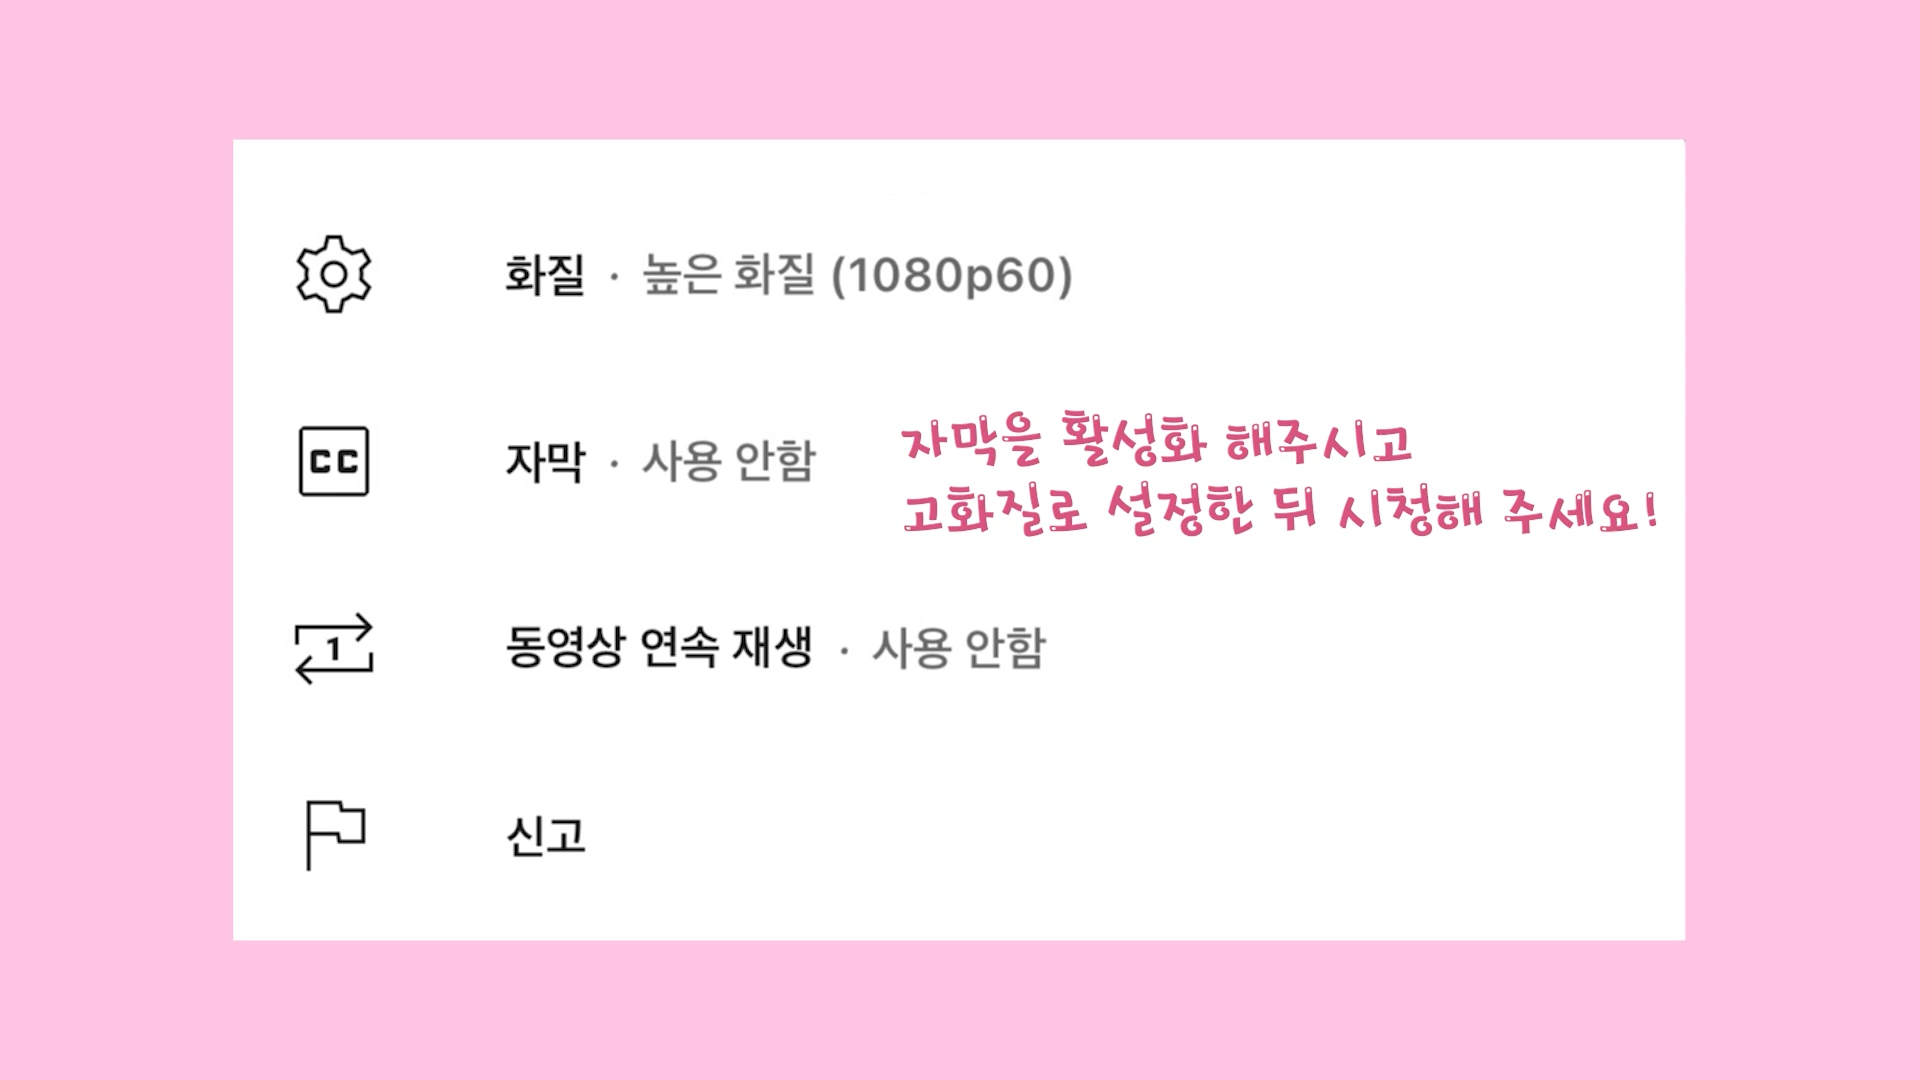 화질 · 높은 화질 (1080p60)
CC
자막 · 사용 안함
자막을 활성화 해주시고
고화질로 설정한 뒤 시청해 주세요!
1
동영상 연속 재생 · 사용 안함
신고